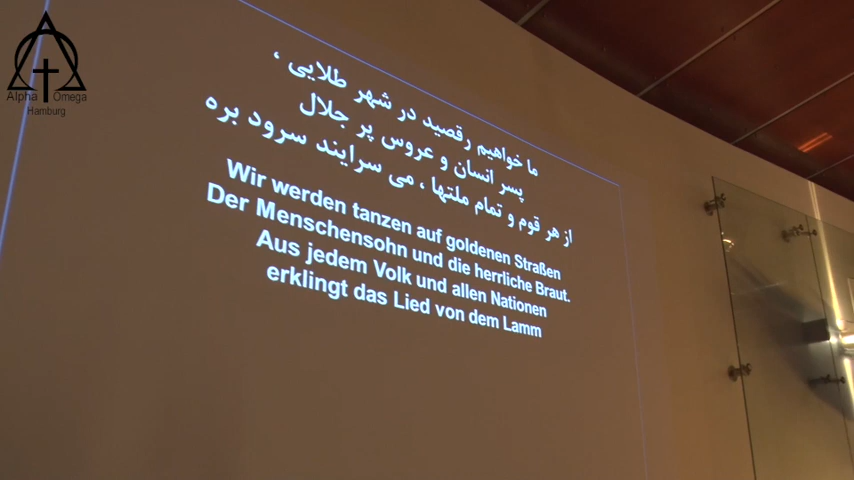 Alpha Omega
Hamburg
ما خواهیم رقصید در شهر طلایی ،
پسر انسان و عروس پر جلال
از هر قوم و تمام ملتها ، می سرایند سرود بره
Wir werden tanzen auf goldenen Straßen
Der Menschensohn und die herrliche Braut.
Aus jedem Volk und allen Nationen
erklingt das Lied von dem Lamm